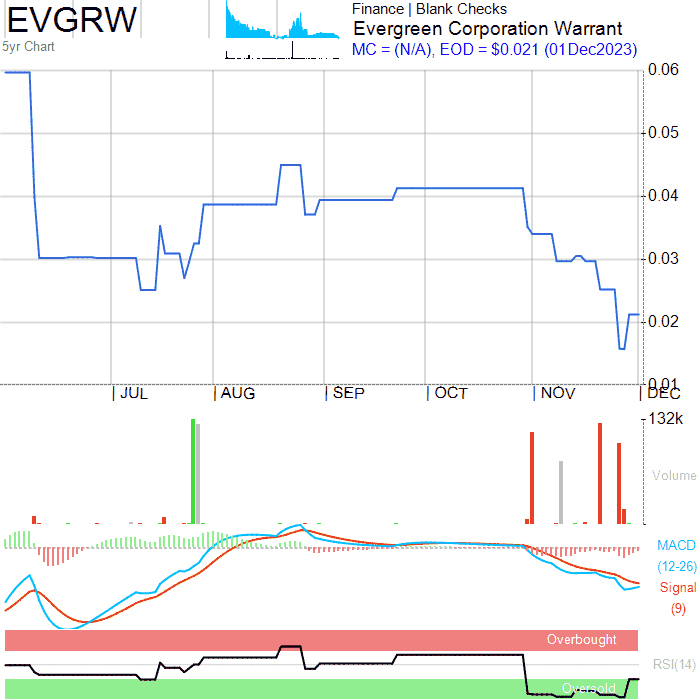 EVGRW
5yr Chart
Finance | Blank Checks
Evergreen Corporation Warrant
MC = (N/A), EOD = $0.021 (01Dec2023)
0.06
0.05
0.04
0.03
0.02
0.01
| JUL | AUG | SEP | OCT | NOV | DEC
132k
Volume
MACD
(12-26)
Signal
(9)
Overbought
RSI(14)
Oversold